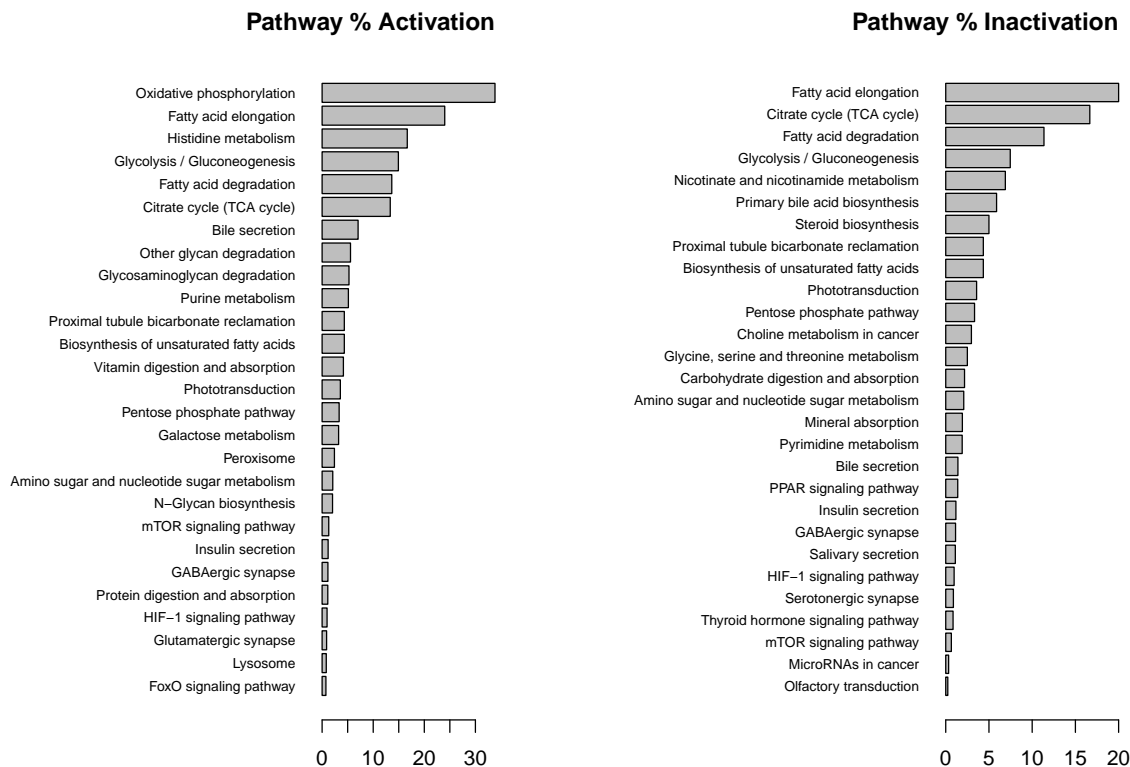 Pathway % Activation
Oxidative phosphorylation
Fatty acid elongation
Histidine metabolism
Glycolysis / Gluconeogenesis
Fatty acid degradation
Citrate cycle (TCA cycle)
Bile secretion
Other glycan degradation
Glycosaminoglycan degradation
Purine metabolism
Proximal tubule bicarbonate reclamation
Biosynthesis of unsaturated fatty acids
Vitamin digestion and absorption
Phototransduction
Pentose phosphate pathway
Galactose metabolism
Peroxisome
Amino sugar and nucleotide sugar metabolism
N−Glycan biosynthesis
mTOR signaling pathway
Insulin secretion
GABAergic synapse
Protein digestion and absorption
HIF−1 signaling pathway
Glutamatergic synapse
Lysosome
FoxO signaling pathway
0 10 20 30
Pathway % Inactivation
Fatty acid elongation
Citrate cycle (TCA cycle)
Fatty acid degradation
Glycolysis / Gluconeogenesis
Nicotinate and nicotinamide metabolism
Primary bile acid biosynthesis
Steroid biosynthesis
Proximal tubule bicarbonate reclamation
Biosynthesis of unsaturated fatty acids
Phototransduction
Pentose phosphate pathway
Choline metabolism in cancer
Glycine, serine and threonine metabolism
Carbohydrate digestion and absorption
Amino sugar and nucleotide sugar metabolism
Mineral absorption
Pyrimidine metabolism
Bile secretion
PPAR signaling pathway
Insulin secretion
GABAergic synapse
Salivary secretion
HIF−1 signaling pathway
Serotonergic synapse
Thyroid hormone signaling pathway
mTOR signaling pathway
MicroRNAs in cancer
Olfactory transduction
0 5 10 15 20